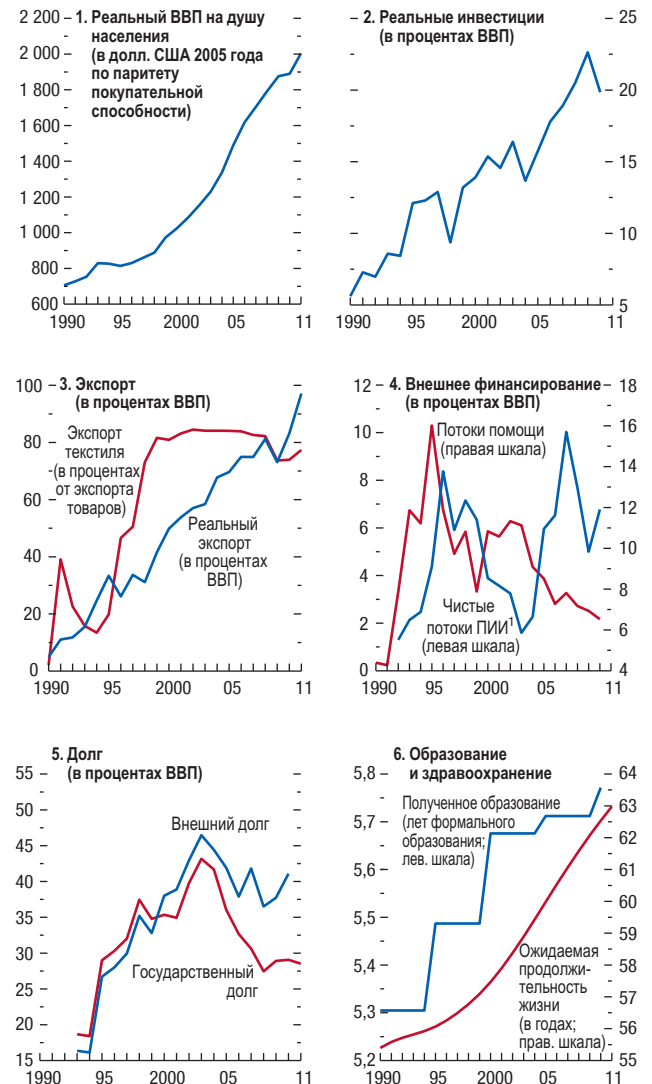 1. Реальный ВВП на душу
населения
(в долл. США 2005 года
по паритету
покупательной
способности)
2 200
2 000
1 800
1 600
1 400
1 200
1 000
800
600
1990 95 2000 05 11
2. Реальные инвестиции
(в процентах ВВП)
25
20
15
10
5
1990 95 2000 05 11
3. Экспорт
(в процентах ВВП)
100
80
60
40
20
0
Экспорт
текстиля
(в процентах
от экспорта
товаров)
Реальный
экспорт
(в процентах
ВВП)
1990 95 2000 05 11
4. Внешнее финансирование
(в процентах ВВП)
12
10
8
6
4
2
0
18
16
14
12
10
8
6
4
Потоки помощи
(правая шкала)
Чистые
потоки ПИИ1
(левая шкала)
1990 95 2000 05 11
5. Долг
(в процентах ВВП)
55
50
45
40
35
30
25
20
15
Внешний долг
Государственный
долг
1990 95 2000 05 11
6. Образование
и здравоохранение
5,8
5,7
5,6
5,5
5,4
5,3
5,2
64
63
62
61
60
59
58
57
56
55
Полученное образование
(лет формального
образования;
лев. шкала)
Ожидаемая
продолжи-
тельность
жизни
(в годах;
прав. шкала)
1990 95 2000 05 11